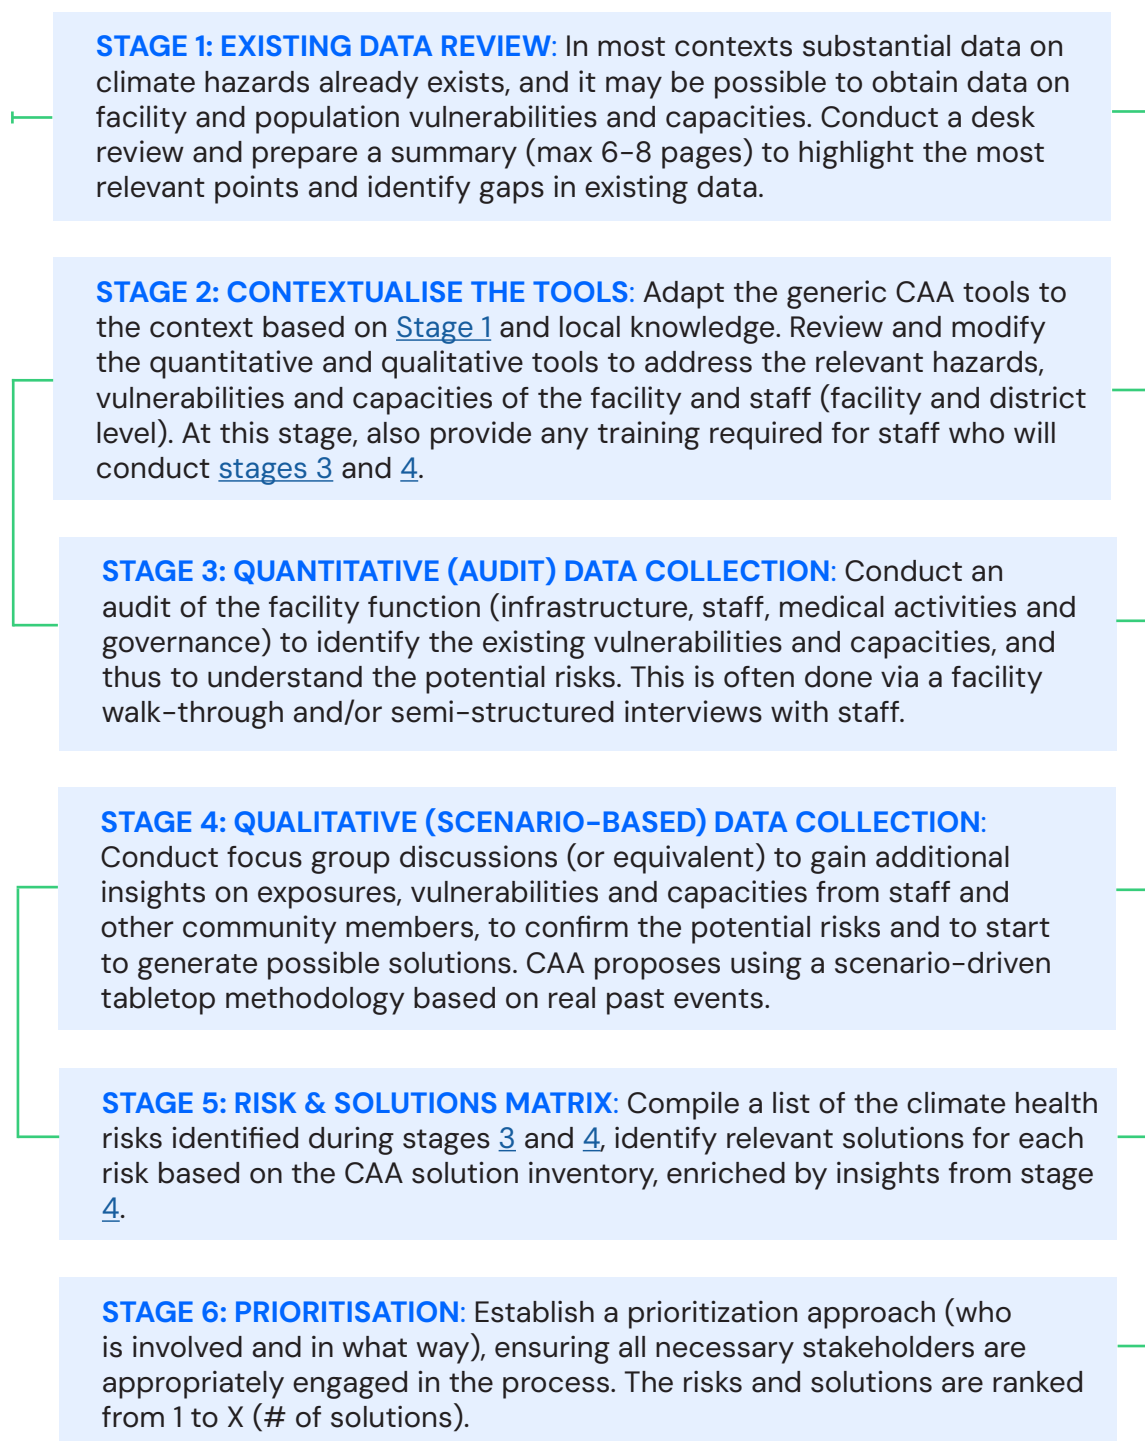 STAGE 1: EXISTING DATA REVIEW: In most contexts substantial data on
climate hazards already exists, and it may be possible to obtain data on
facility and population vulnerabilities and capacities. Conduct a desk
review and prepare a summary (max 6-8 pages) to highlight the most
relevant points and identify gaps in existing data.
STAGE 2: CONTEXTUALISE THE TOOLS: Adapt the generic CAA tools to
the context based on Stage 1 and local knowledge. Review and modify
the quantitative and qualitative tools to address the relevant hazards,
vulnerabilities and capacities of the facility and staff (facility and district
level). At this stage, also provide any training required for staff who will
conduct stages 3 and 4.
STAGE 3: QUANTITATIVE (AUDIT) DATA COLLECTION: Conduct an
audit of the facility function (infrastructure, staff, medical activities and
governance) to identify the existing vulnerabilities and capacities, and
thus to understand the potential risks. This is often done via a facility
walk-through and/or semi-structured interviews with staff.
STAGE 4: QUALITATIVE (SCENARIO-BASED) DATA COLLECTION:
Conduct focus group discussions (or equivalent) to gain additional
insights on exposures, vulnerabilities and capacities from staff and
other community members, to confirm the potential risks and to start
to generate possible solutions. CAA proposes using a scenario-driven
tabletop methodology based on real past events.
STAGE 5: RISK & SOLUTIONS MATRIX: Compile a list of the climate health
risks identified during stages 3 and 4, identify relevant solutions for each
risk based on the CAA solution inventory, enriched by insights from stage
4.
STAGE 6: PRIORITISATION: Establish a prioritization approach (who
is involved and in what way), ensuring all necessary stakeholders are
appropriately engaged in the process. The risks and solutions are ranked
from 1 to X (# of solutions).